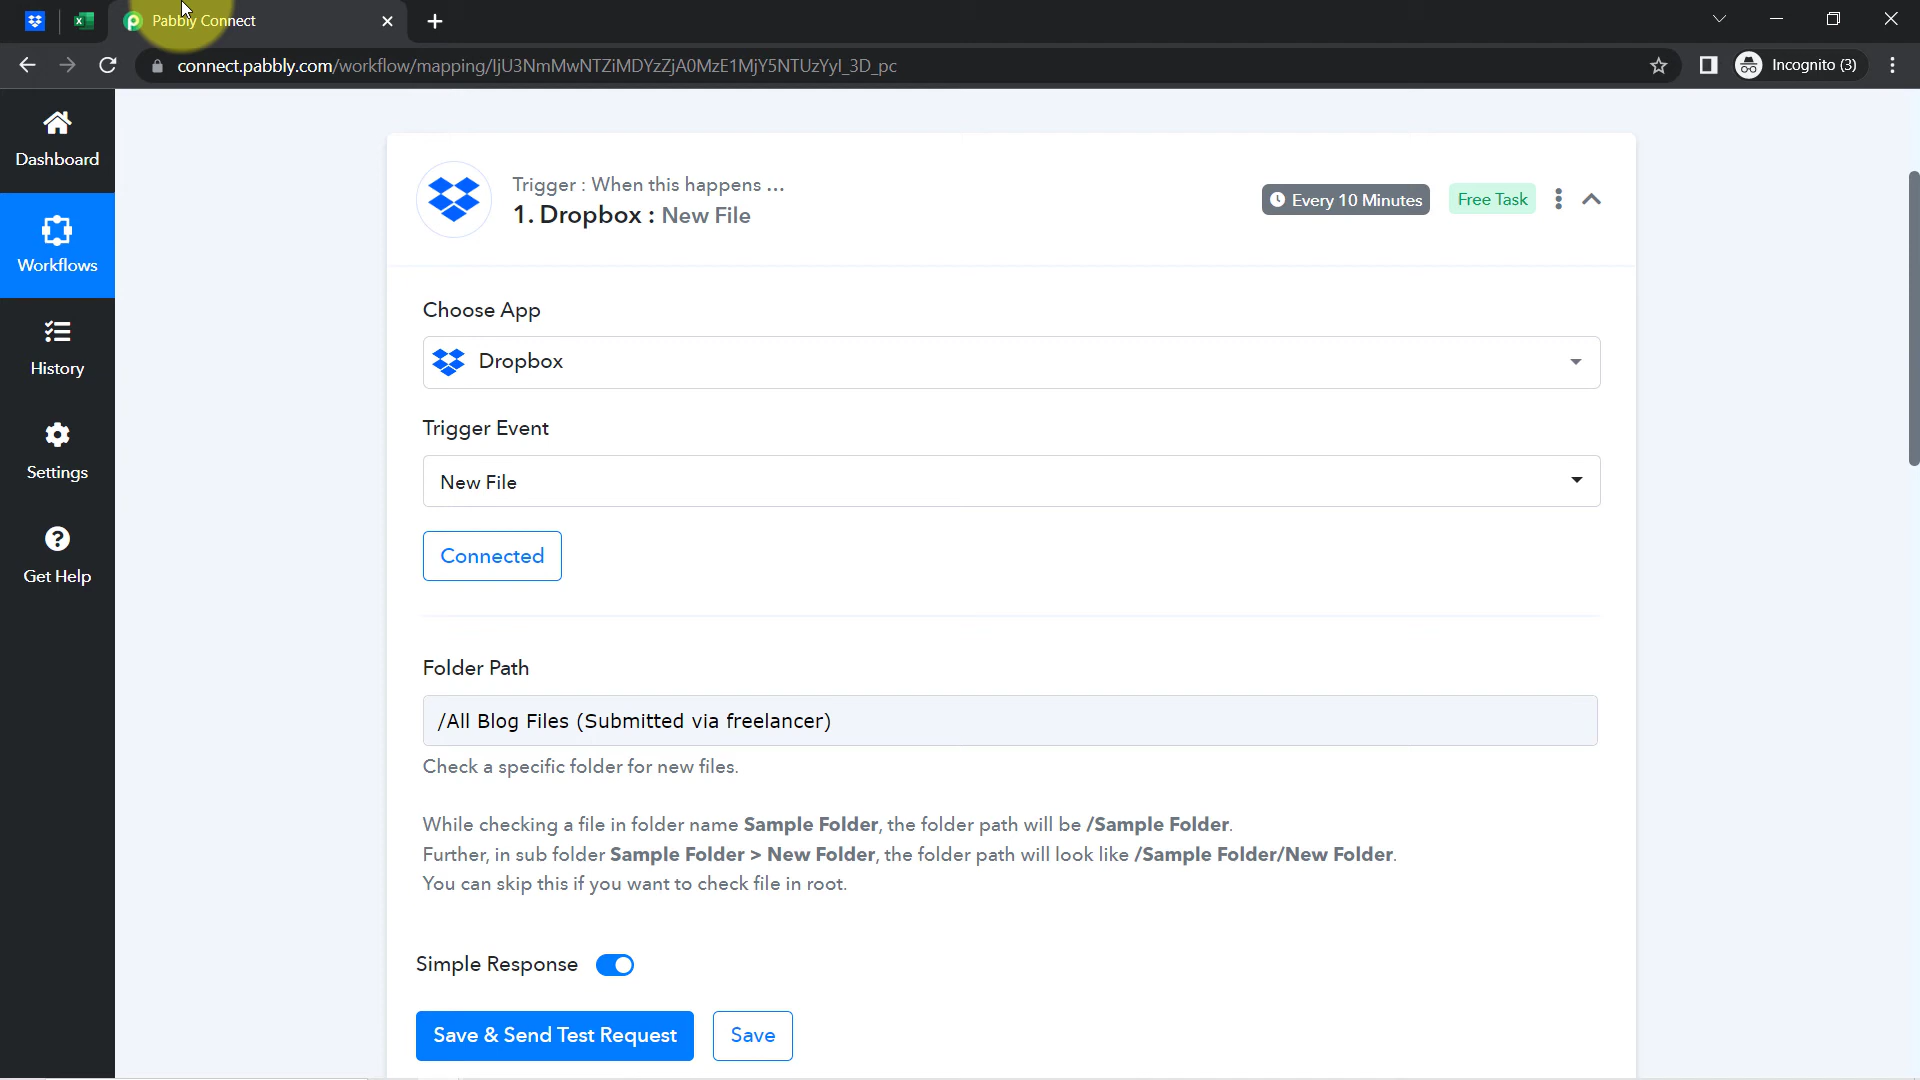 Pabbly Connect
connect.pabbly.com/workflow/mapping/IjU3NmMwNTZiMDYzZjA0MzE1MjY5NTUzYyI_3D_pc
Incognito (3)
Dashboard
Workflows
History
Settings
Get Help
Trigger : When this happens ...
1. Dropbox : New File
Every 10 Minutes
Free Task
Choose App
Dropbox
Trigger Event
New File
Connected
Folder Path
/All Blog Files (Submitted via freelancer)
Check a specific folder for new files.
While checking a file in folder name Sample Folder, the folder path will be /Sample Folder.
Further, in sub folder Sample Folder > New Folder, the folder path will look like /Sample Folder/New Folder.
You can skip this if you want to check file in root.
Simple Response
Save & Send Test Request
Save